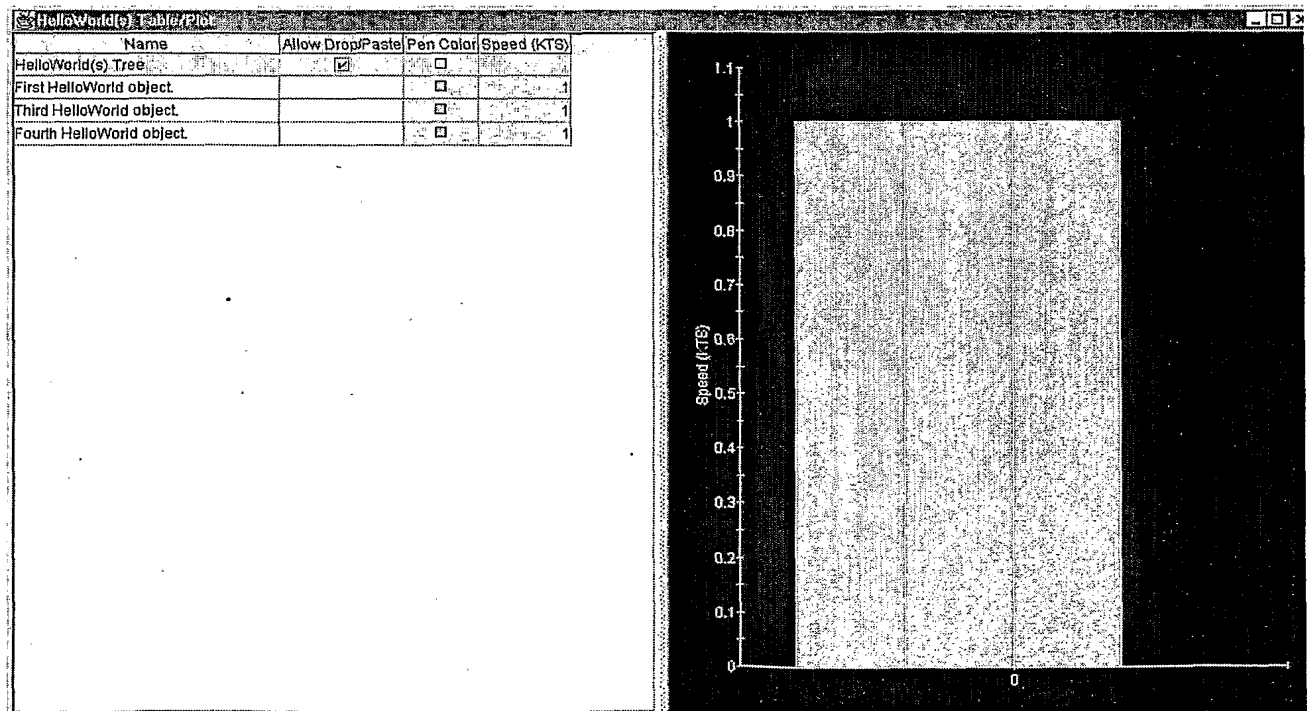 HelloWorld(s) Table/Plot
Name Allow Drop/Paste Pen Color Speed (KTS)
HelloWorld(s) Tree
First HelloWorld object. 1
Third HelloWorld object. 1
Fourth HelloWorld object. 1
1.1
1
0.9
0.8
0.7
0.6
0.5
0.4
0.3
0.2
0.1
0
Speed (KTS)
0